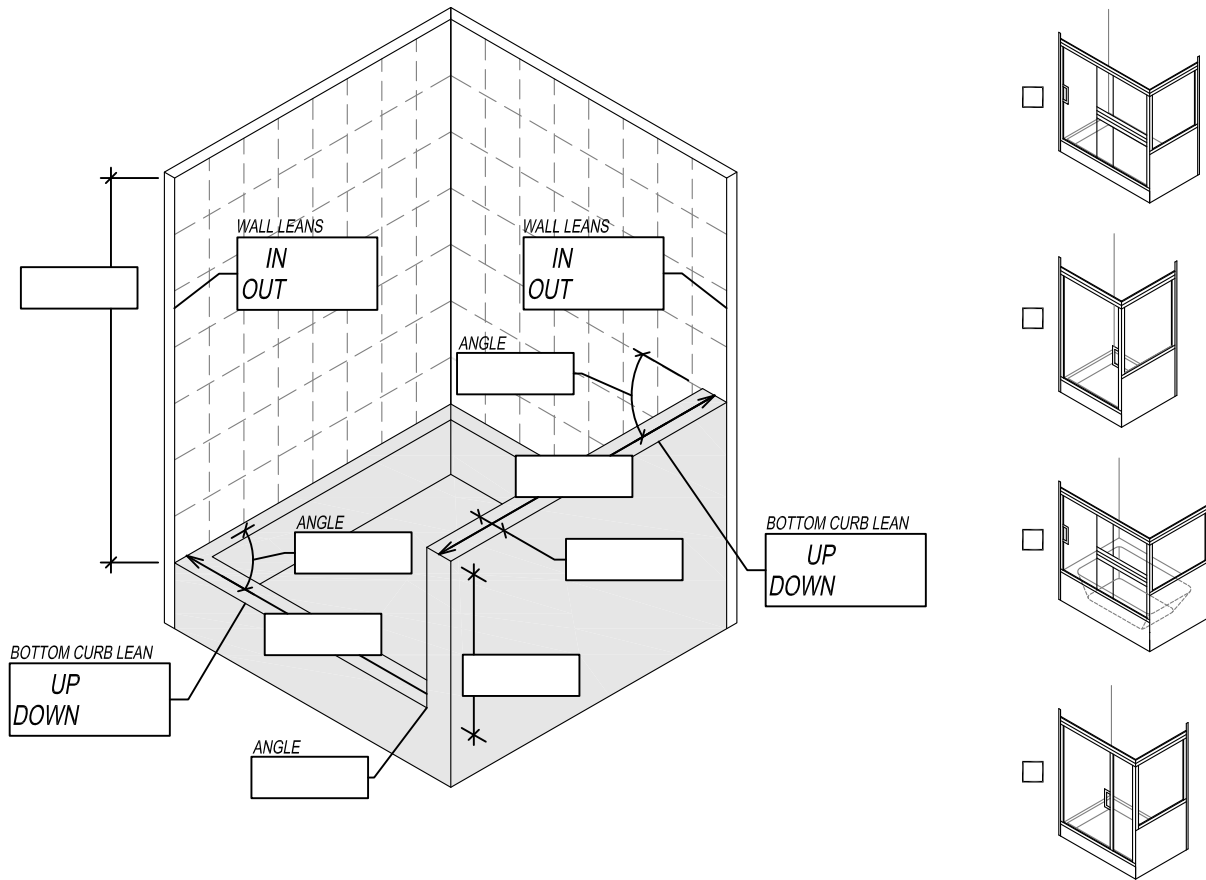 WALL LEANS
IN
OUT
WALL LEANS
IN
OUT
ANGLE
ANGLE
BOTTOM CURB LEAN
UP
DOWN
BOTTOM CURB LEAN
UP
DOWN
ANGLE